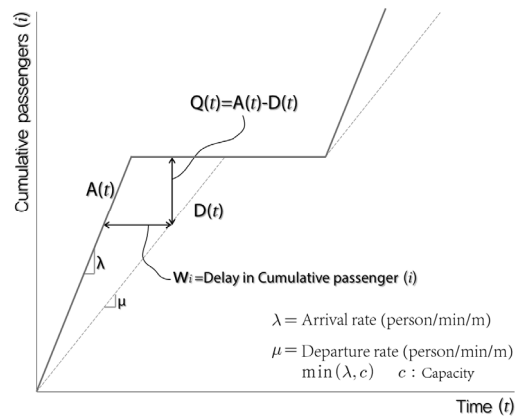 Cumulative passengers (i)
Q(t)=A(t)-D(t)
A(t)
D(t)
λ
Wi=Delay in Cumulative passenger (i)
μ
λ = Arrival rate (person/min/m)
μ = Departure rate (person/min/m)
min (λ, c) c : Capacity
Time (t)